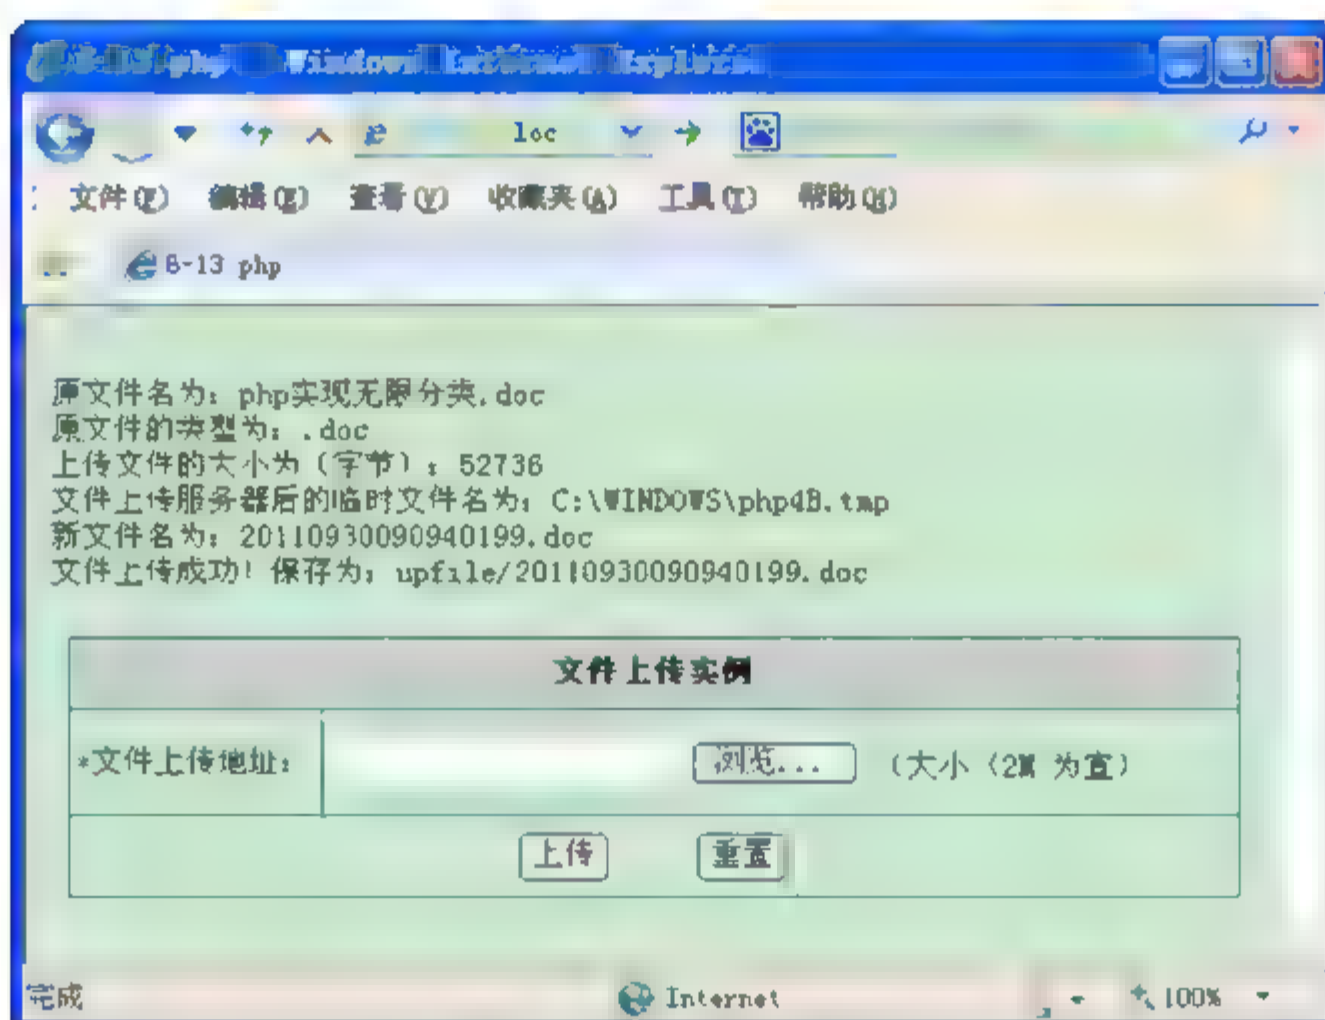 php Windows Internet Explorer
loc
文件(F) 编辑(E) 查看(V) 收藏夹(A) 工具(T) 帮助(H)
8-13 php
原文件名为：php实现无限分类.doc
原文件的类型为：.doc
上传文件的大小为（字节）：52736
文件上传服务器后的临时文件名为：C:\WINDOWS\php4B.tmp
新文件名为：20110930090940199.doc
文件上传成功！保存为：upfile/20110930090940199.doc
文件上传实例
*文件上传地址： 浏览... （大小〈2M 为宜）
上传 重置
完成 Internet 100%